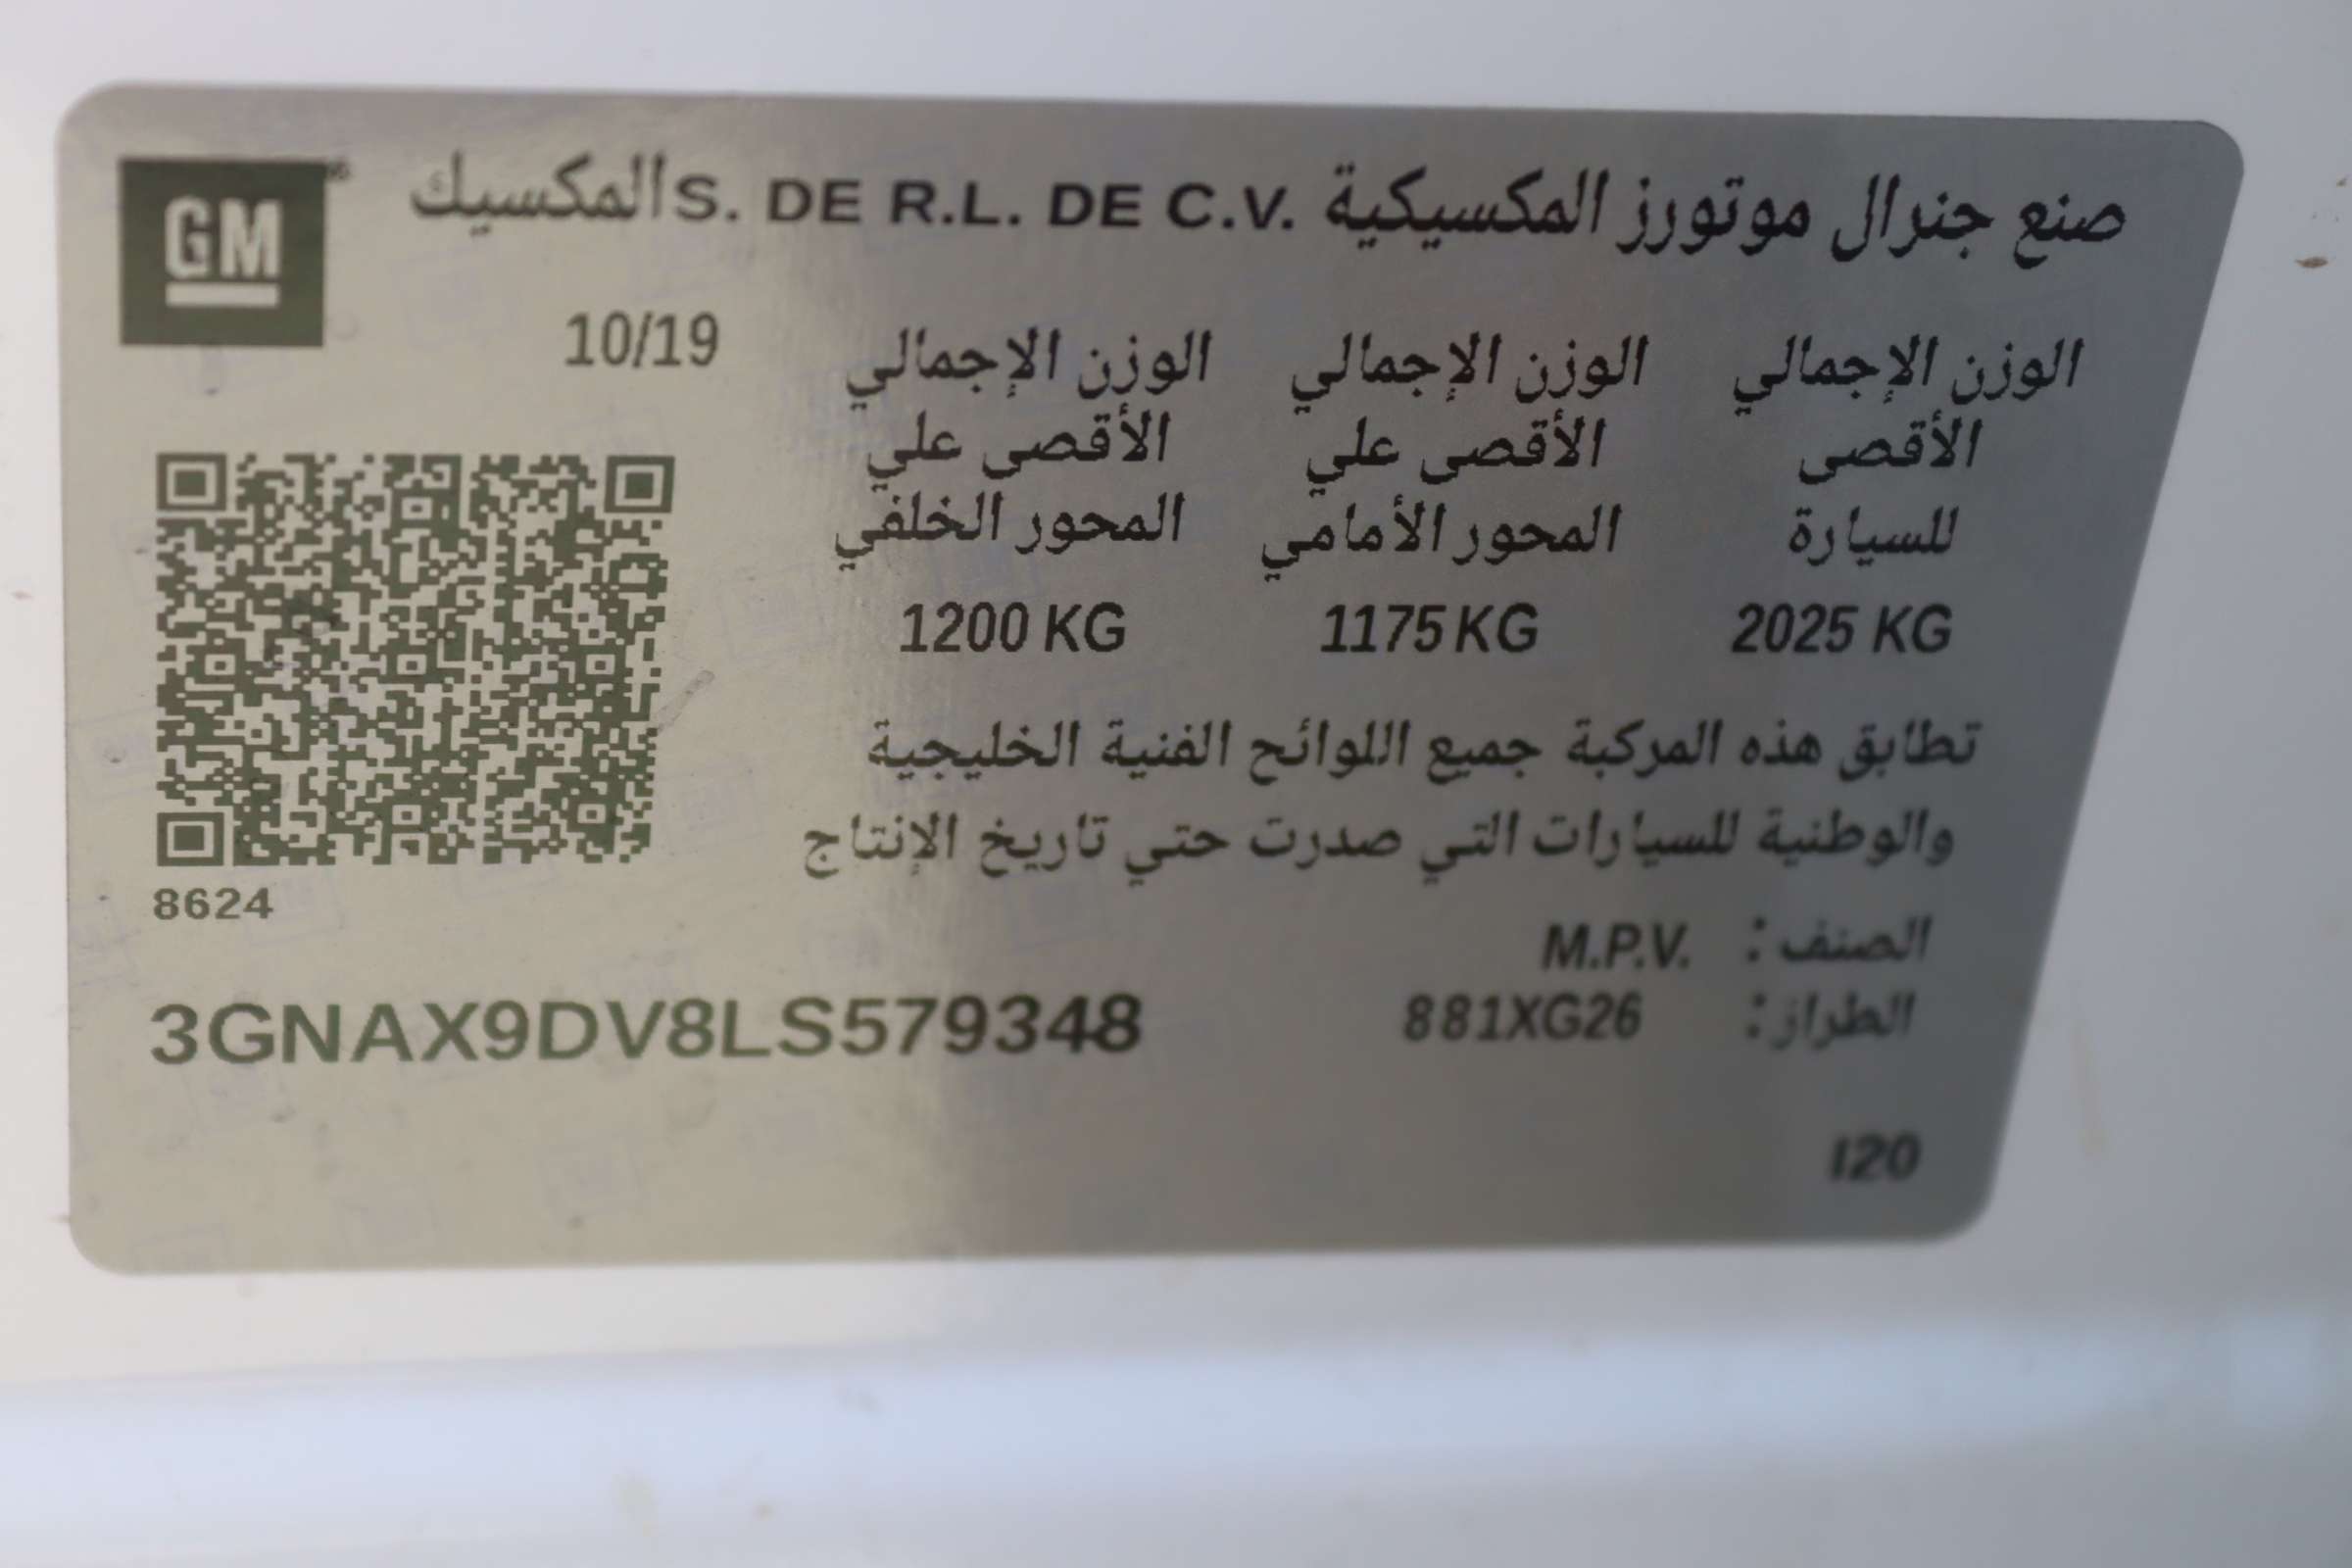 صنع جنرال موتورز المكسيكية S. DE R.L. DE C.V. المكسيك
GM
10/19
الوزن الإجمالي الأقصى للسيارة
2025 KG
الوزن الإجمالي الأقصى علي المحور الأمامي
1175 KG
الوزن الإجمالي الأقصى علي المحور الخلفي
1200 KG
تطابق هذه المركبة جميع اللوائح الفنية الخليجية
والوطنية للسيارات التي صدرت حتي تاريخ الإنتاج
8624
الصنف: M.P.V.
الطراز: 881XG26
3GNAX9DV8LS579348
I20